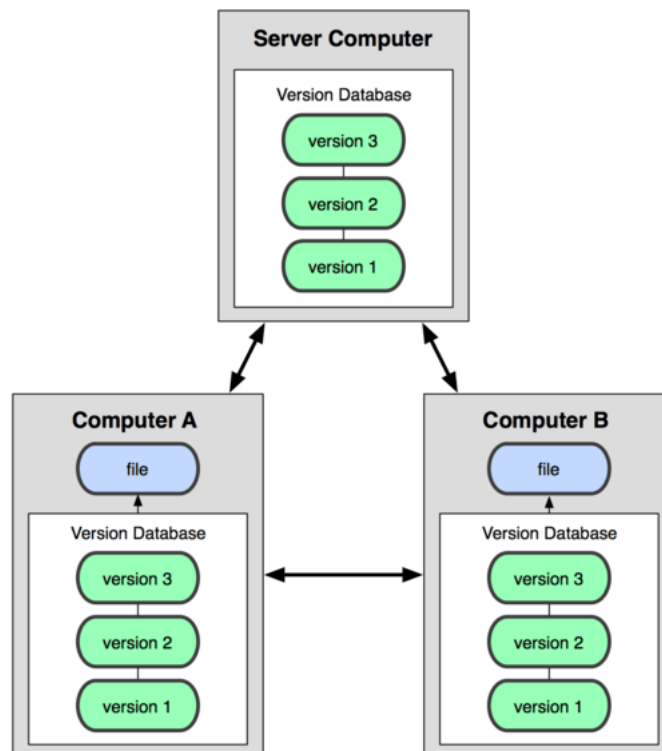 Server Computer
Version Database
version 3
version 2
version 1
Computer A
file
Version Database
version 3
version 2
version 1
Computer B
file
Version Database
version 3
version 2
version 1